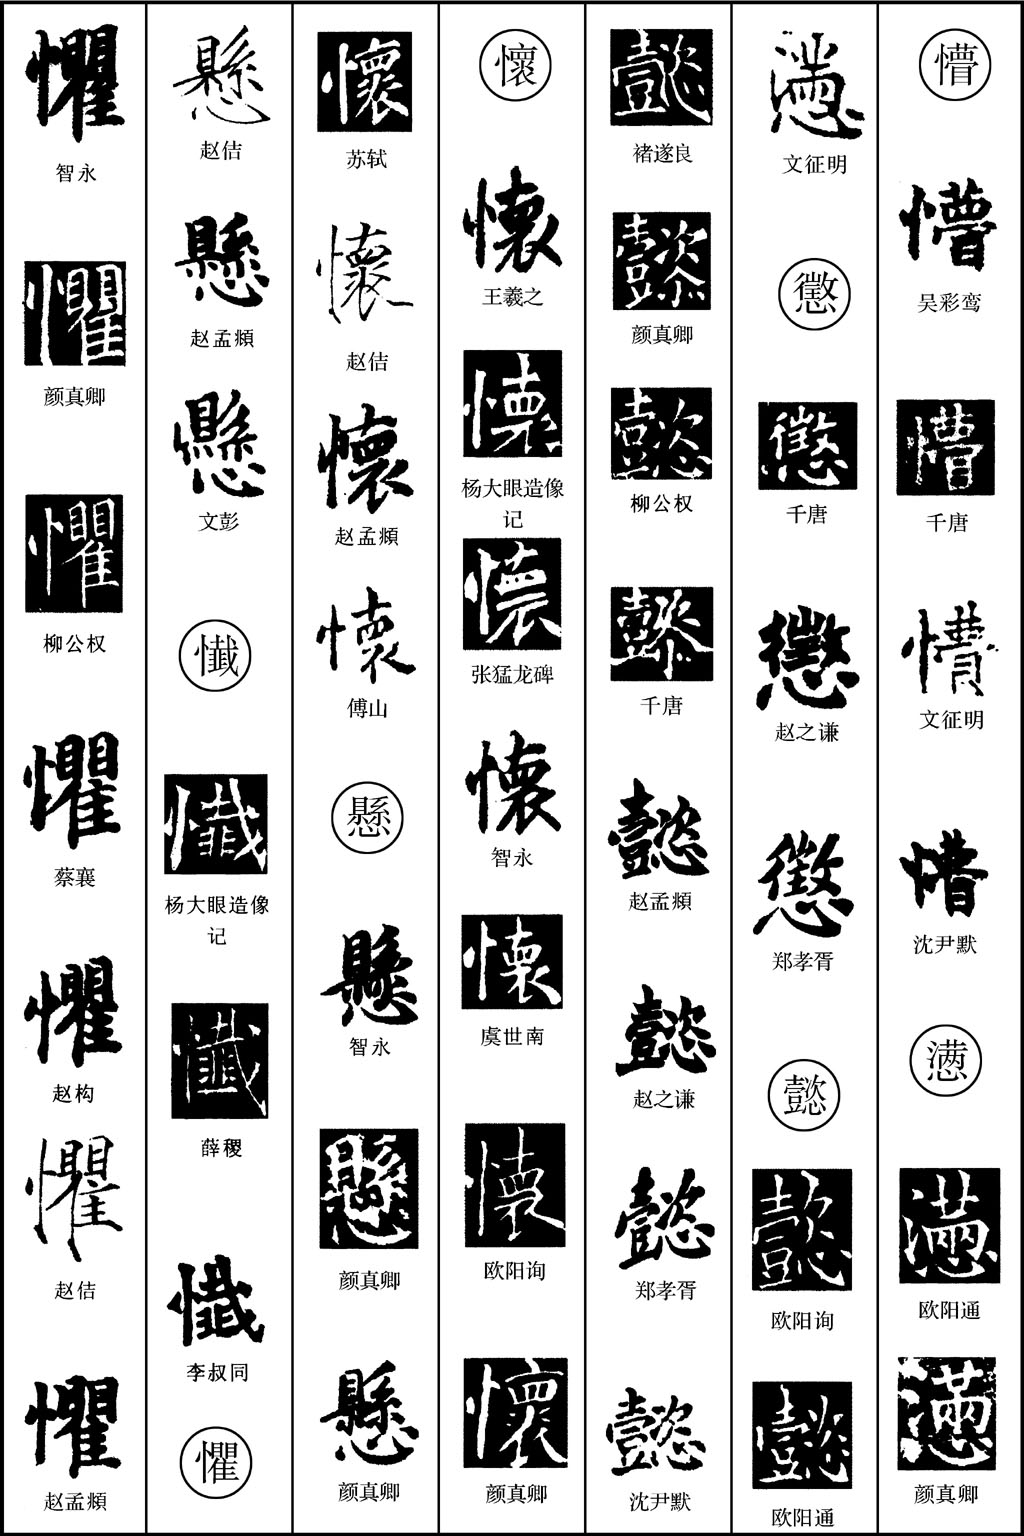 懵
懵
吴彩鸾
懵
千唐
懵
文征明
懵
沈尹默
懣
懣
欧阳通
懣
颜真卿
懣
文征明
懲
懲
千唐
懲
赵之谦
懲
郑孝胥
懿
懿
欧阳询
懿
欧阳通
懿
褚遂良
懿
颜真卿
懿
柳公权
懿
千唐
懿
赵孟頫
懿
赵之谦
懿
郑孝胥
懿
沈尹默
懷
懷
王羲之
懷
杨大眼造像
记
懷
张猛龙碑
懷
智永
懷
虞世南
懷
欧阳询
懷
颜真卿
懷
苏轼
懷
赵佶
懷
赵孟頫
懷
傅山
懸
懸
智永
懸
颜真卿
懸
颜真卿
懸
赵佶
懸
赵孟頫
懸
文彭
懺
懺
杨大眼造像
记
懺
薛稷
懺
李叔同
懼
懼
智永
懼
颜真卿
懼
柳公权
懼
蔡襄
懼
赵构
懼
赵佶
懼
赵孟頫